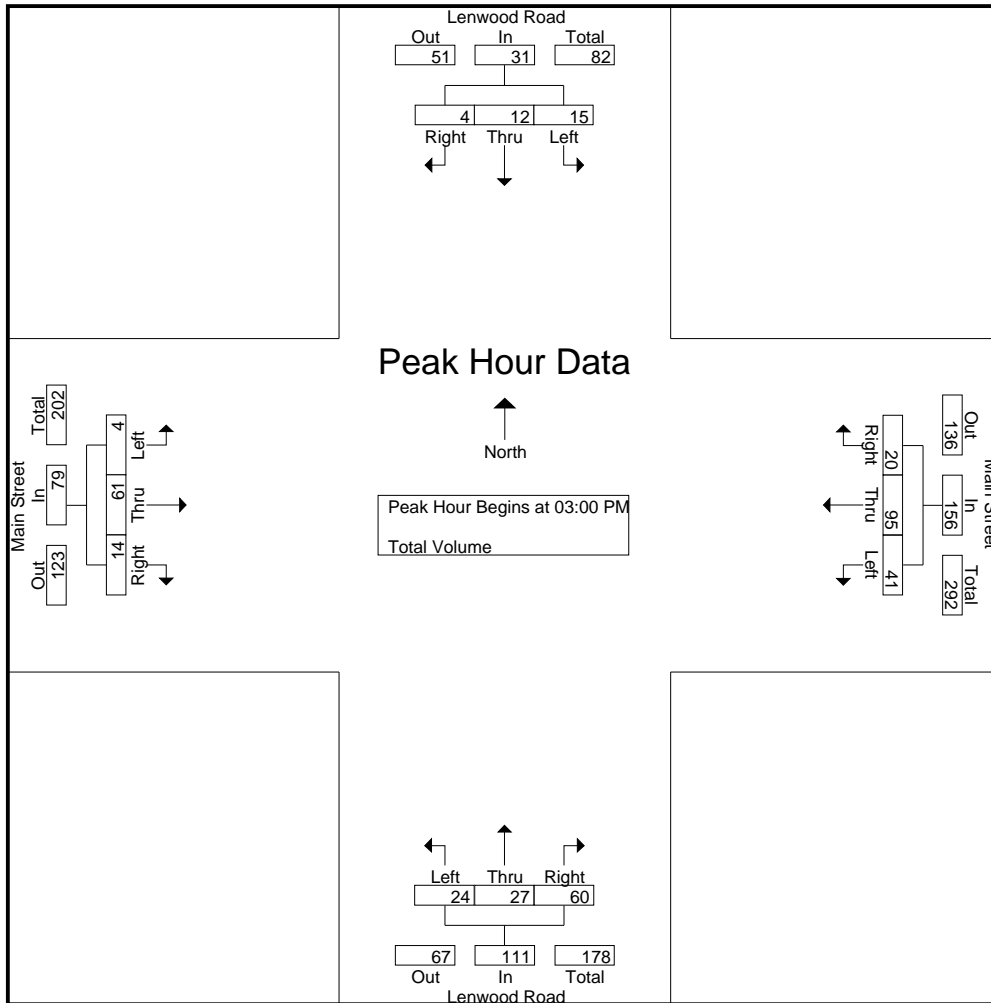 Lenwood Road
Out In Total
51 31 82
4 12 15
Right Thru Left
Peak Hour Data
North
Peak Hour Begins at 03:00 PM
Total Volume
Main Street
Total In Out
202 79 123
4 61 14
Left Thru Right
Main Street
Out In Total
136 156 292
20 95 41
Right Thru Left
Left Thru Right
24 27 60
67 111 178
Out In Total
Lenwood Road